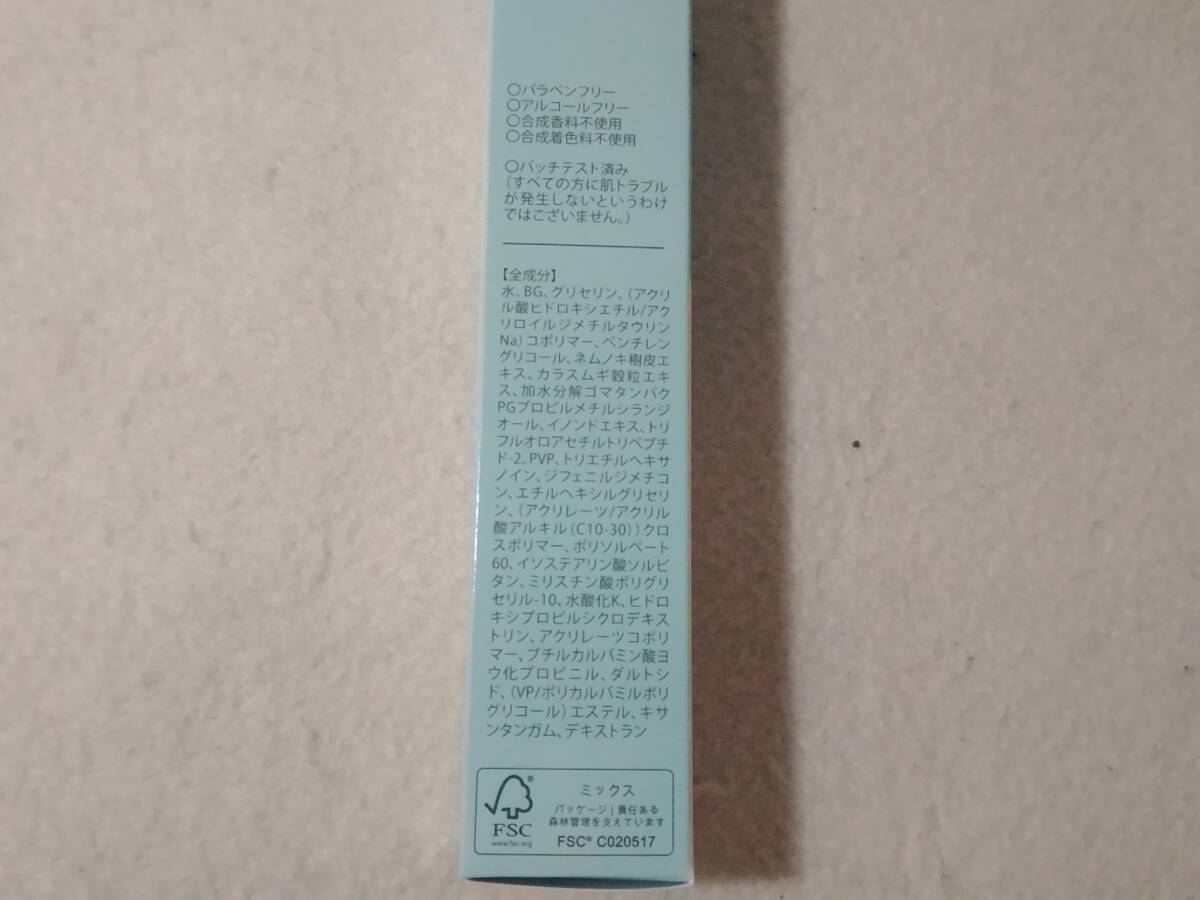 〇パラベンフリー
〇アルコールフリー
〇合成香料不使用
〇合成着色料不使用
〇パッチテスト済み
(すべての方に肌トラブル
が発生しないというわけ
ではございません。)
【全成分】
水、BG、グリセリン、(アクリ
ル酸ヒドロキシエチル/アク
リロイルジメチルタウリン
Na)コポリマー、ペンチレン
グリコール、ネムノキ樹皮エ
キス、カラスムギ穀粒エキ
ス、加水分解ゴマタンパク
PGプロピルメチルシランジ
オール、イノンドエキス、トリ
フルオロアセチルトリペプチ
ド-2、PVP、トリエチルヘキサ
ノイン、ジフェニルジメチコ
ン、エチルヘキシルグリセリ
ン、(アクリレーツ/アクリル
酸アルキル(C10-30))クロ
スポリマー、ポリソルベート
60、イソステアリン酸ソルビ
タン、ミリスチン酸ポリグリ
セリル-10、水酸化K、ヒドロ
キシプロピルシクロデキス
トリン、アクリレーツコポリ
マー、ブチルカルバミン酸ヨ
ウ化プロピニル、ダルトシ
ド、(VP/ポリカルバミルポリ
グリコール)エステル、キサ
ンタンガム、デキストラン
FSC
®
www.fsc.org
ミックス
パッケージ|責任ある
森林管理を支えています
FSC® C020517